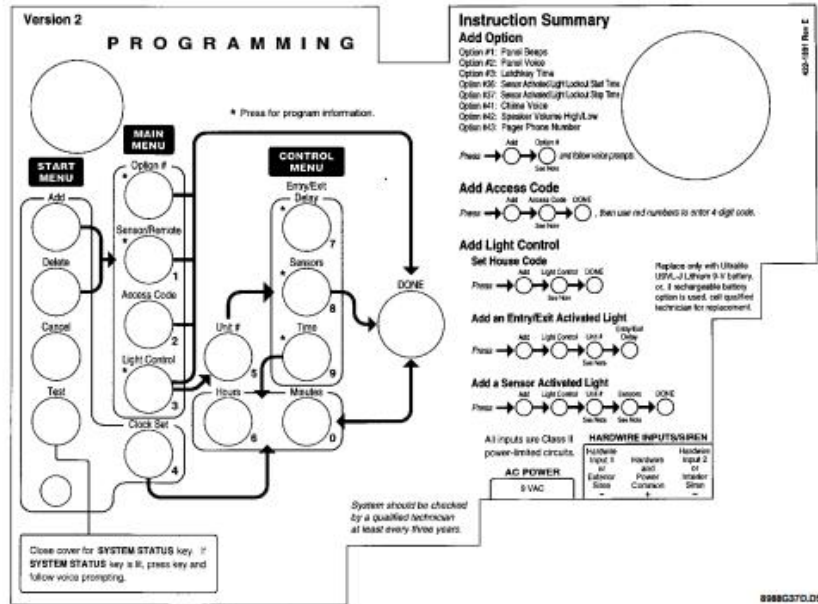 Version 2
PROGRAMMING
* Press for program information.
START MENU
Add
Delete
Cancel
Test
MAIN MENU
* Option #
* Sensor/Remote
1
Access Code
2
* Light Control
3
Clock Set
4
Unit #
5
CONTROL MENU
Entry/Exit
* Delay
7
* Sensors
8
* Time
9
Hours
6
Minutes
0
DONE
Close cover for SYSTEM STATUS key. If
SYSTEM STATUS key is lit, press key and
follow voice prompting.
System should be checked
by a qualified technician
at least every three years.
Instruction Summary
Add Option
Option #1: Panel Beeps
Option #2: Panel Voice
Option #3: Latchkey Time
Option #36: Sensor Activated Light Lockout Start Time
Option #37: Sensor Activated Light Lockout Stop Time
Option #41: Chime Voice
Option #42: Speaker Volume High/Low
Option #43: Pager Phone Number
Add Option #
Press and follow voice prompts.
See Note
Add Access Code
Add Access Code DONE
Press , then use red numbers to enter 4-digit code.
See Note
Add Light Control
Set House Code
Add Light Control DONE
Press
See Note
Add an Entry/Exit Activated Light
Add Light Control Unit # Entry/Exit Delay
Press
See Note
Add a Sensor Activated Light
Add Light Control Unit # Sensors DONE
Press
See Note See Note
Replace only with Ultralife
U9VL-J Lithium 9-V battery,
or, if rechargeable battery
option is used, call qualified
technician for replacement.
All inputs are Class II
power-limited circuits.
AC POWER
9 VAC
HARDWIRE INPUTS/SIREN
Hardwire Input 1 or Exterior Siren –
Hardwire and Power Common +
Hardwire Input 2 or Interior Siren –